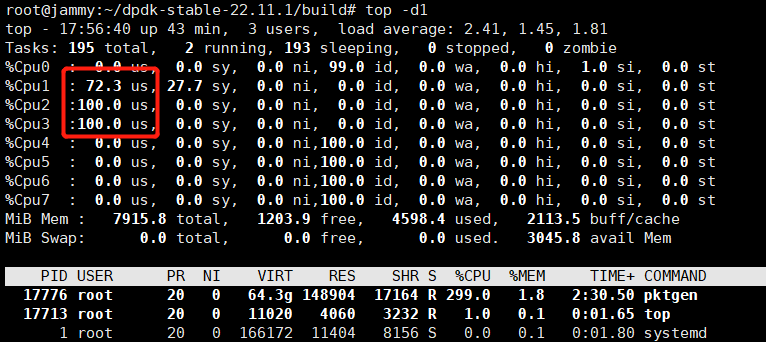 root@jammy:~/dpdk-stable-22.11.1/build# top -d1
top - 17:56:40 up 43 min,  3 users,  load average: 2.41, 1.45, 1.81
Tasks: 195 total,   2 running, 193 sleeping,   0 stopped,   0 zombie
%Cpu0  :  0.0 us,  0.0 sy,  0.0 ni, 99.0 id,  0.0 wa,  0.0 hi,  1.0 si,  0.0 st
%Cpu1  : 72.3 us, 27.7 sy,  0.0 ni,  0.0 id,  0.0 wa,  0.0 hi,  0.0 si,  0.0 st
%Cpu2  :100.0 us,  0.0 sy,  0.0 ni,  0.0 id,  0.0 wa,  0.0 hi,  0.0 si,  0.0 st
%Cpu3  :100.0 us,  0.0 sy,  0.0 ni,  0.0 id,  0.0 wa,  0.0 hi,  0.0 si,  0.0 st
%Cpu4  :  0.0 us,  0.0 sy,  0.0 ni,100.0 id,  0.0 wa,  0.0 hi,  0.0 si,  0.0 st
%Cpu5  :  0.0 us,  0.0 sy,  0.0 ni,100.0 id,  0.0 wa,  0.0 hi,  0.0 si,  0.0 st
%Cpu6  :  0.0 us,  0.0 sy,  0.0 ni,100.0 id,  0.0 wa,  0.0 hi,  0.0 si,  0.0 st
%Cpu7  :  0.0 us,  0.0 sy,  0.0 ni,100.0 id,  0.0 wa,  0.0 hi,  0.0 si,  0.0 st
MiB Mem :   7915.8 total,   1203.9 free,   4598.4 used,   2113.5 buff/cache
MiB Swap:      0.0 total,      0.0 free,      0.0 used.   3045.8 avail Mem
PID USER      PR  NI    VIRT    RES    SHR S  %CPU  %MEM     TIME+ COMMAND
17776 root      20   0   64.3g 148904  17164 R 299.0   1.8   2:30.50 pktgen
17713 root      20   0   11020   4060   3232 R   1.0   0.1   0:01.65 top
1 root      20   0  166172  11404   8156 S   0.0   0.1   0:01.80 systemd